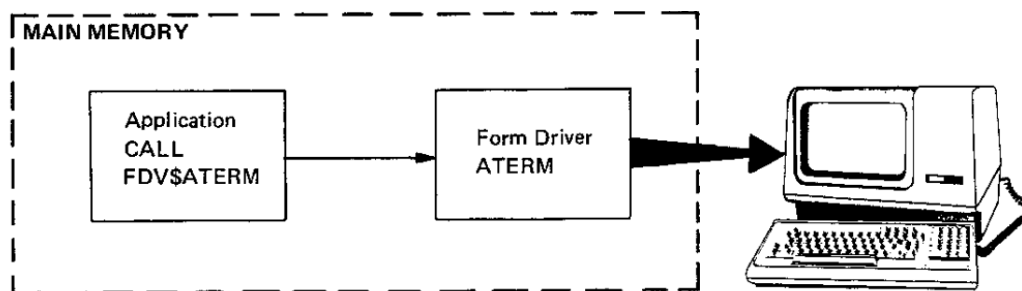 MAIN MEMORY
Application
CALL
FDV$ATERM
Form Driver
ATERM